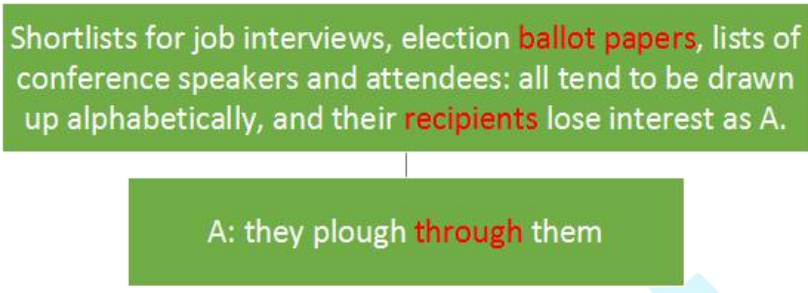 Shortlists for job interviews, election ballot papers, lists of
conference speakers and attendees: all tend to be drawn
up alphabetically, and their recipients lose interest as A.
A: they plough through them